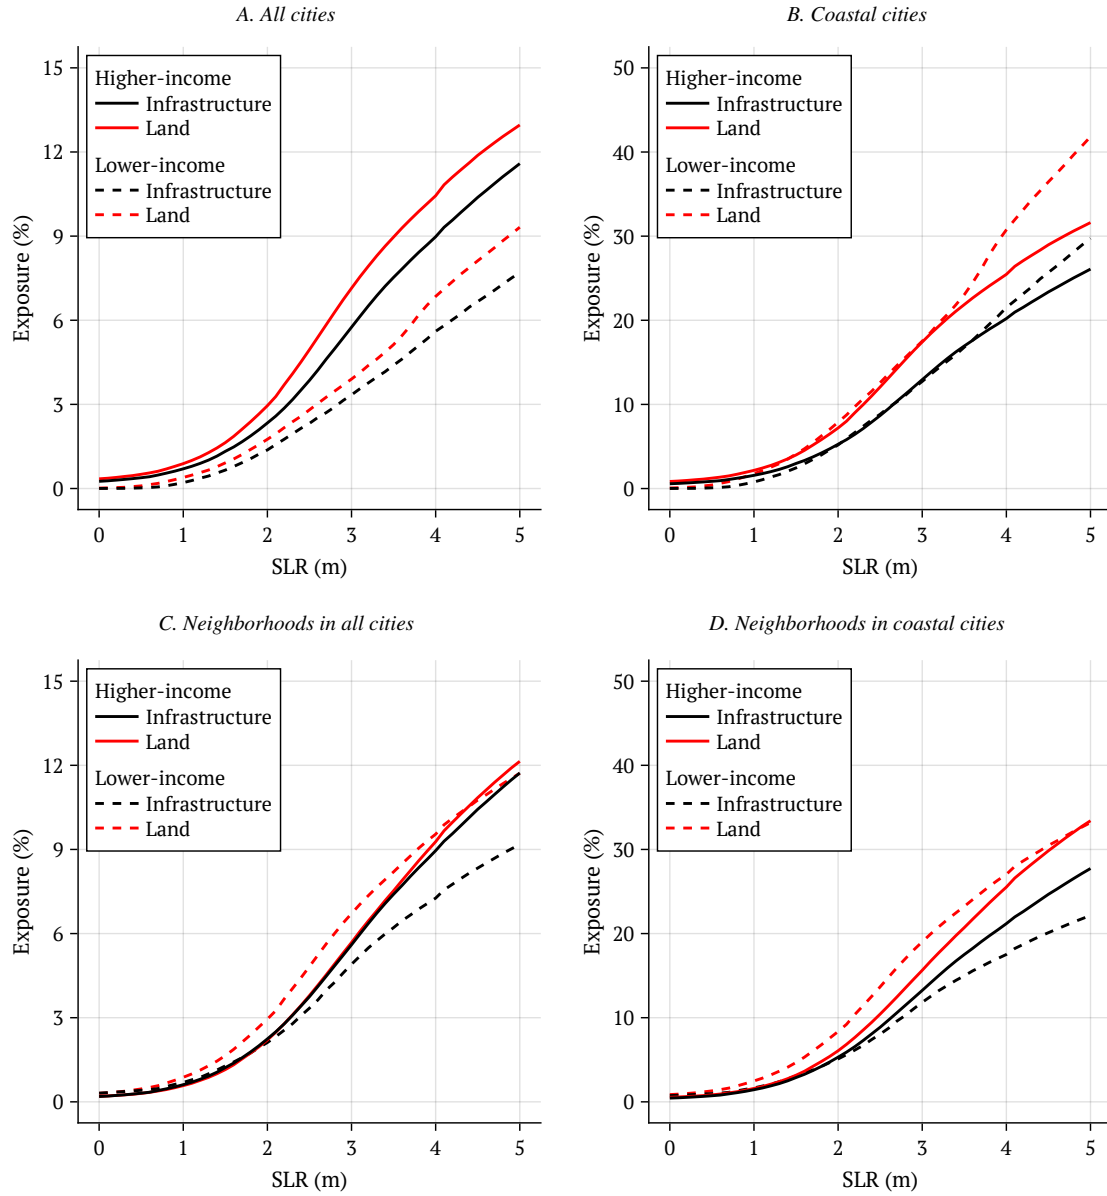 A. All cities
15
12
9
6
3
0
Exposure (%)
Higher-income
Infrastructure
Land
Lower-income
Infrastructure
Land
0 1 2 3 4 5
SLR (m)
B. Coastal cities
50
40
30
20
10
0
Exposure (%)
Higher-income
Infrastructure
Land
Lower-income
Infrastructure
Land
0 1 2 3 4 5
SLR (m)
C. Neighborhoods in all cities
15
12
9
6
3
0
Exposure (%)
Higher-income
Infrastructure
Land
Lower-income
Infrastructure
Land
0 1 2 3 4 5
SLR (m)
D. Neighborhoods in coastal cities
50
40
30
20
10
0
Exposure (%)
Higher-income
Infrastructure
Land
Lower-income
Infrastructure
Land
0 1 2 3 4 5
SLR (m)